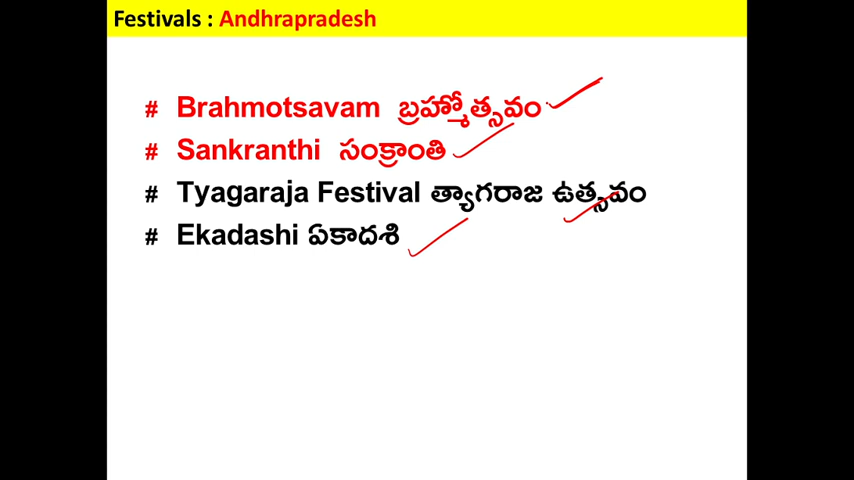 Festivals : Andhrapradesh
# Brahmotsavam బ్రహ్మోత్సవం
# Sankranthi సంక్రాంతి
# Tyagaraja Festival త్యాగరాజ ఉత్సవం
# Ekadashi ఏకాదశి